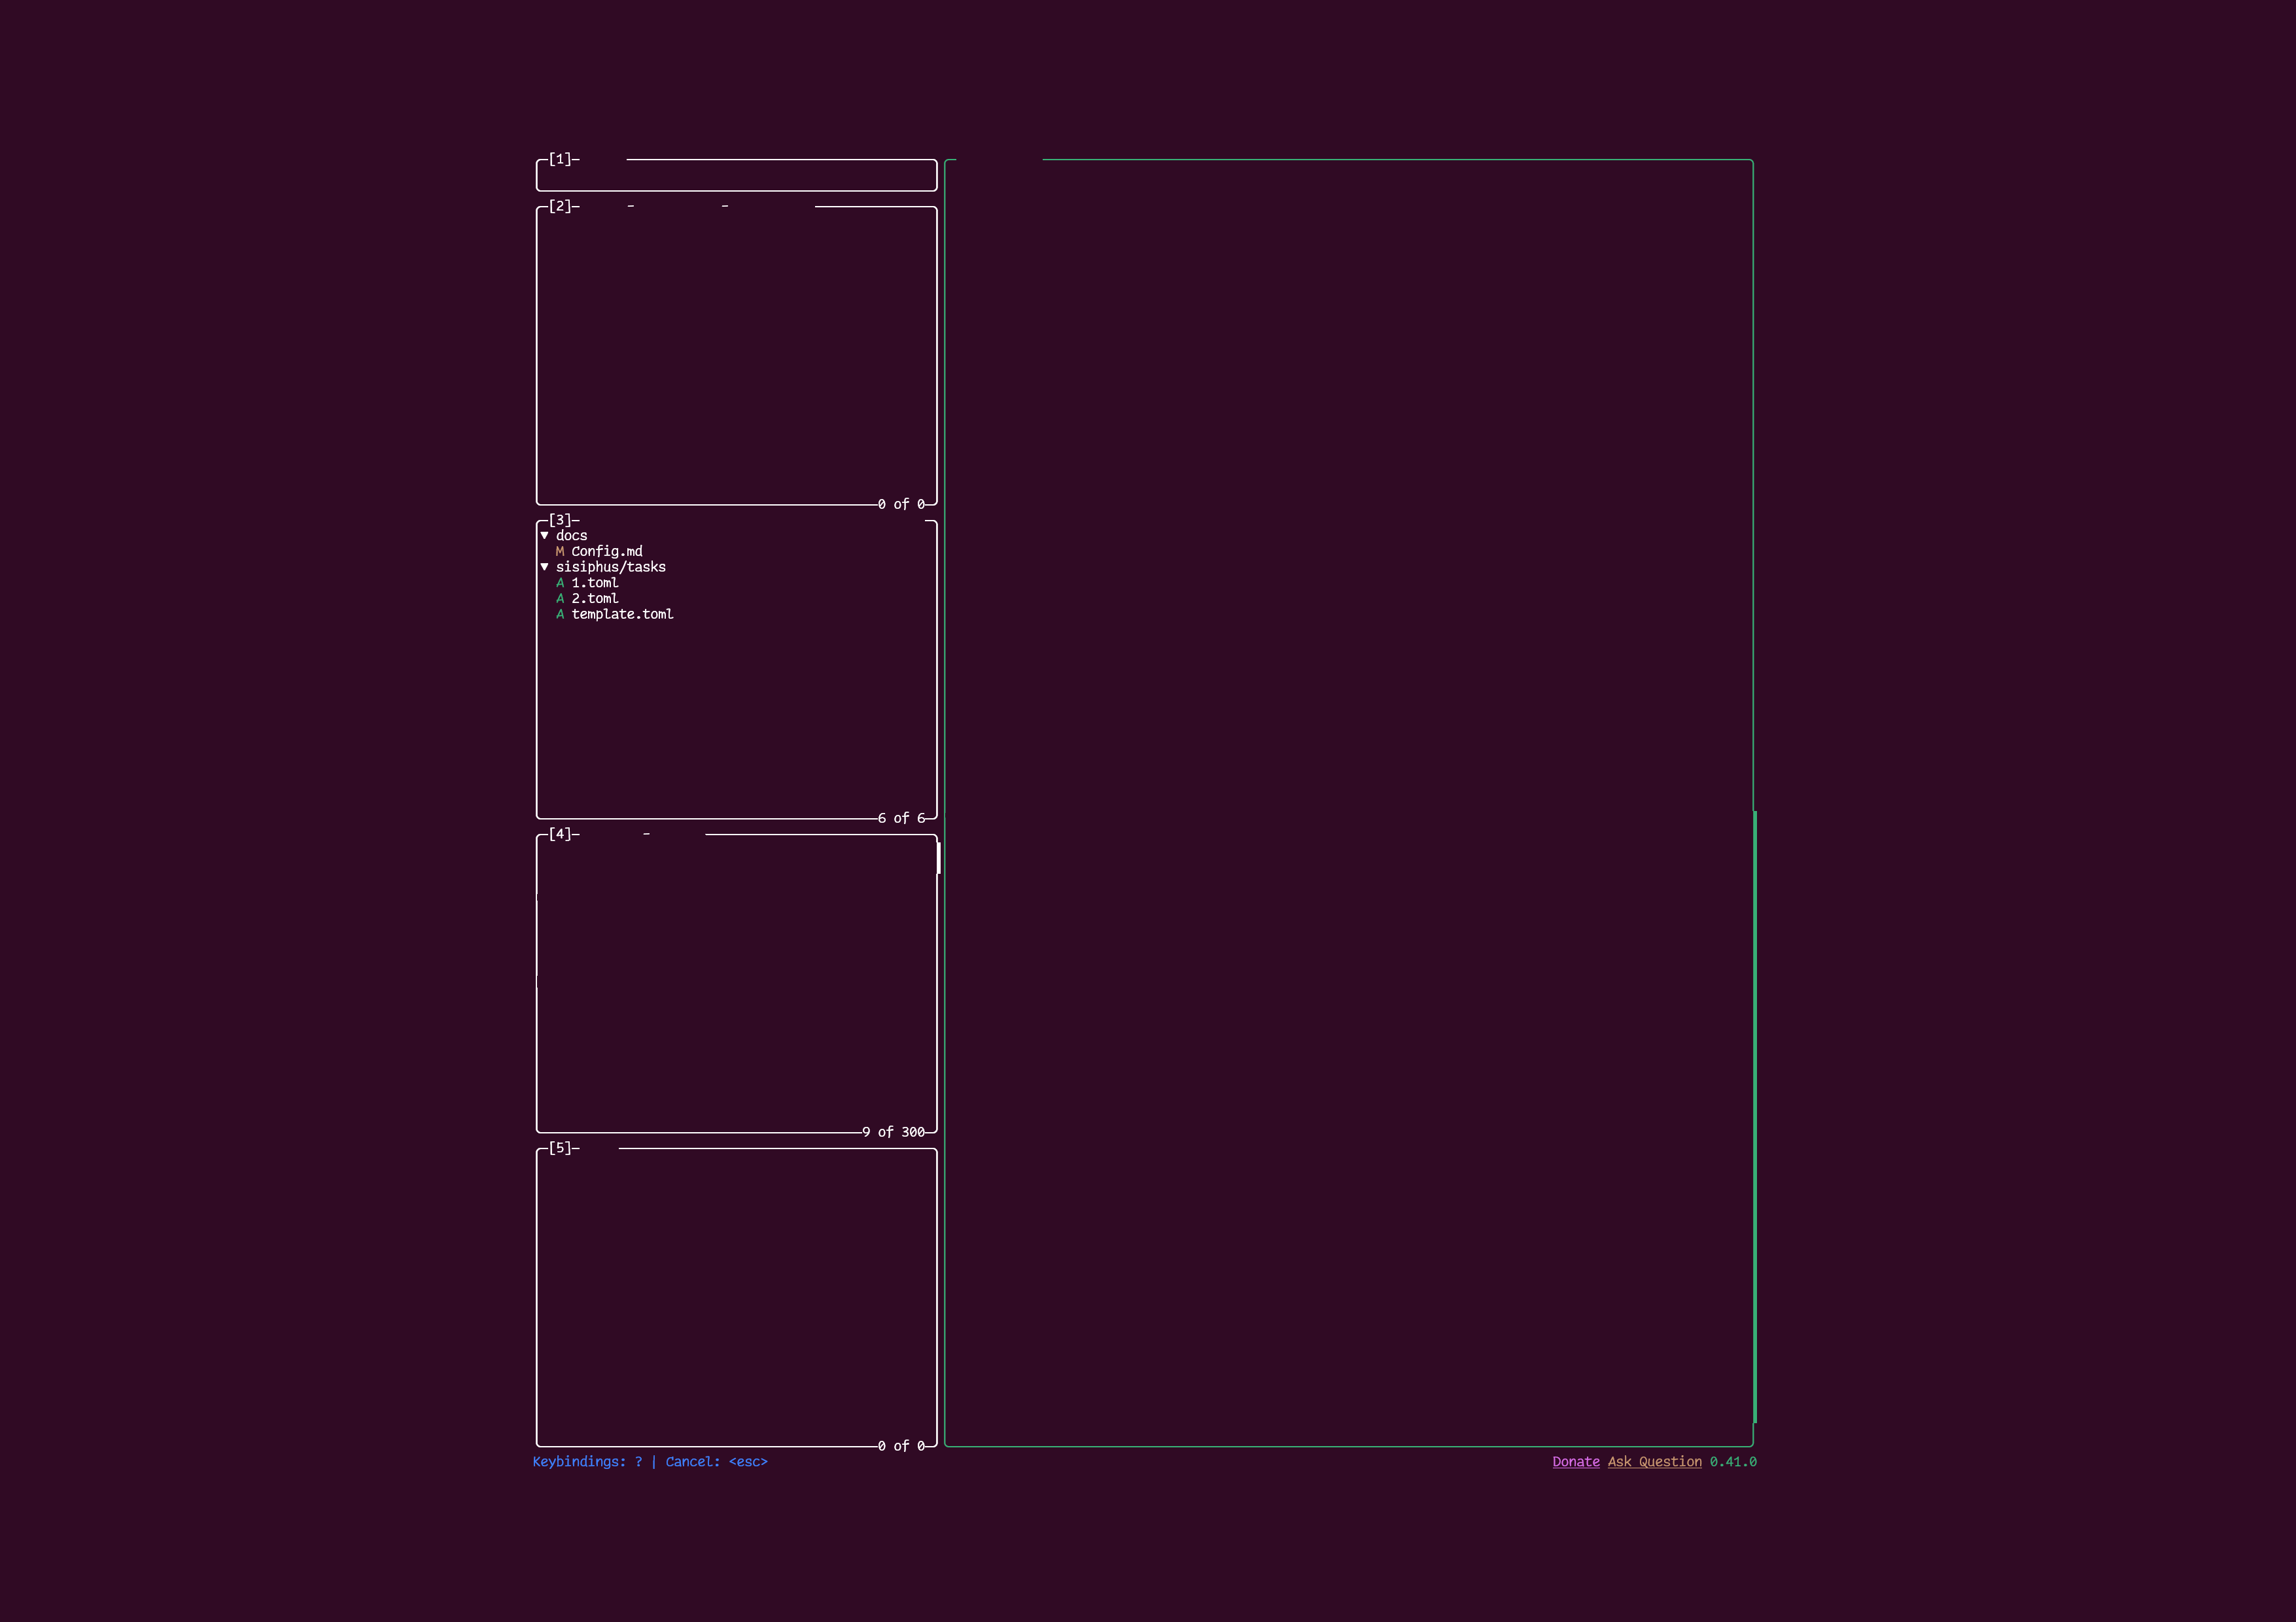 [1]
[2]
0 of 0
[3]
▼ docs
M Config.md
▼ sisiphus/tasks
A 1.toml
A 2.toml
A template.toml
6 of 6
[4]
9 of 300
[5]
0 of 0
Keybindings: ? | Cancel: <esc>
Donate Ask Question 0.41.0